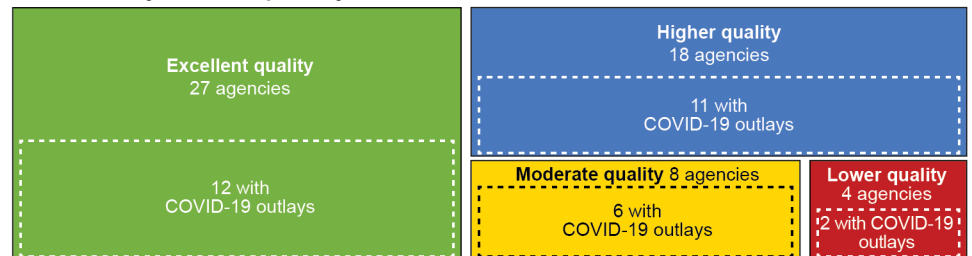 Excellent quality
27 agencies
12 with
COVID-19 outlays
Higher quality
18 agencies
11 with
COVID-19 outlays
Moderate quality 8 agencies
6 with
COVID-19 outlays
Lower quality
4 agencies
2 with COVID-19
outlays